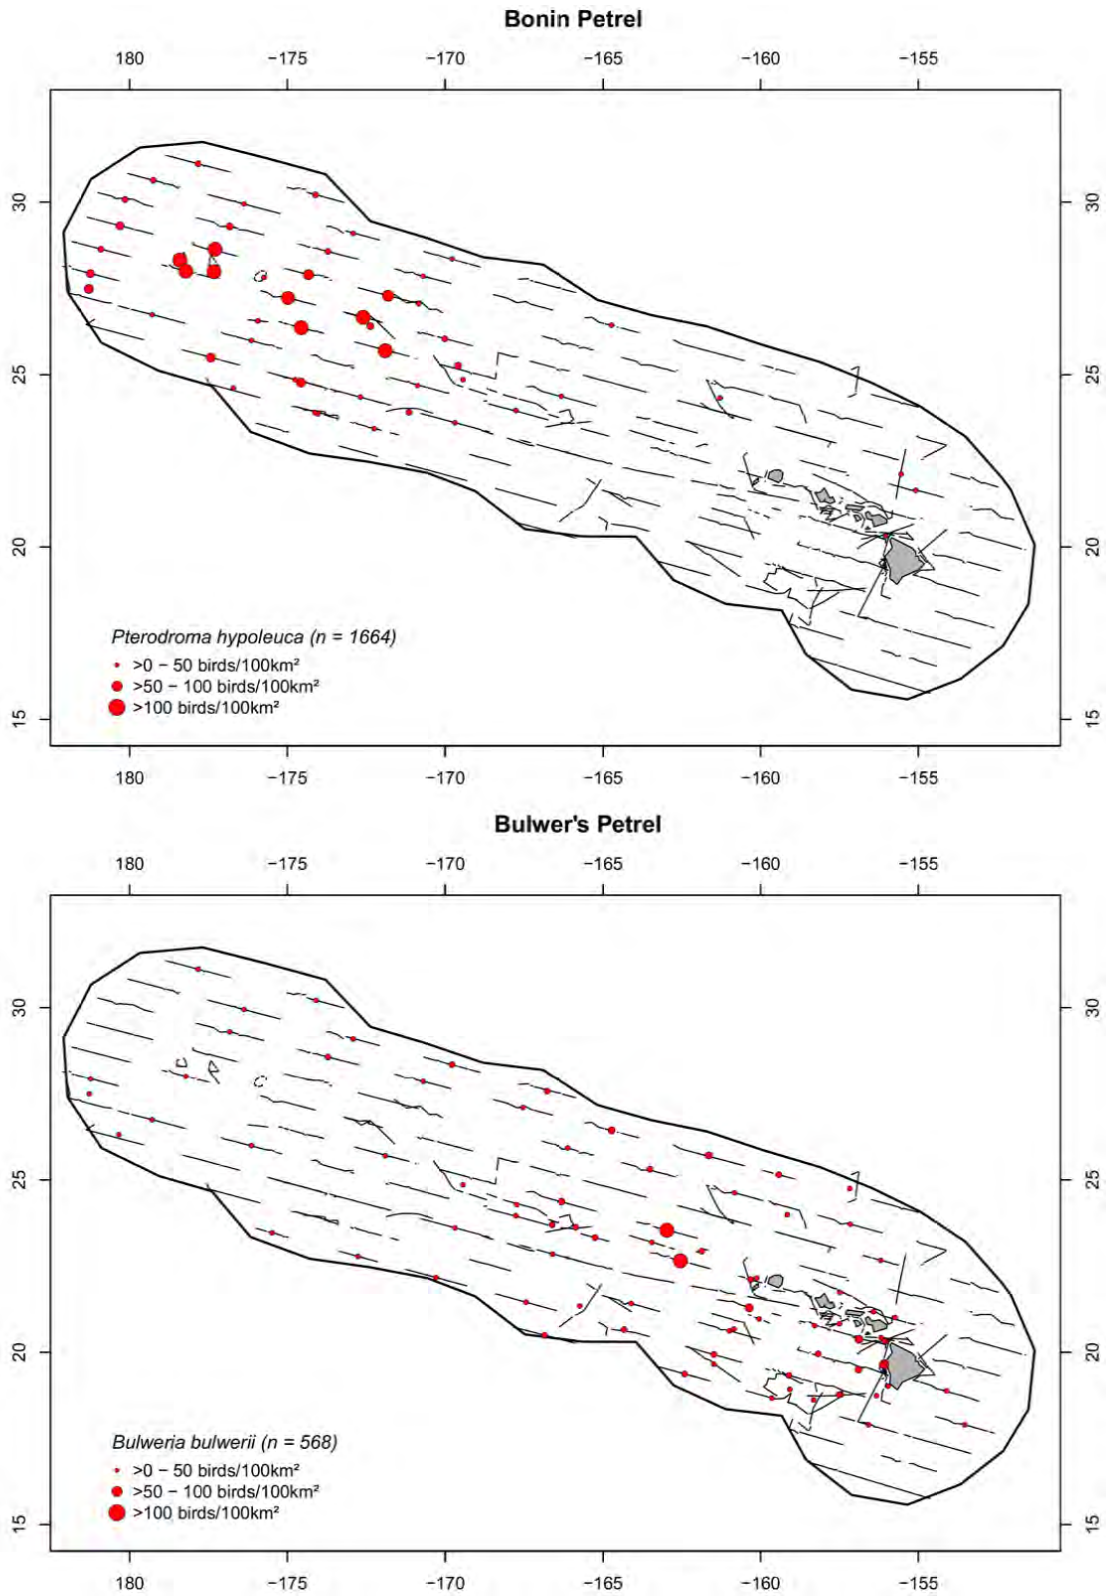 Bonin Petrel
180 −175 −170 −165 −160 −155
30 30
25 25
20 20
15 15
Pterodroma hypoleuca (n = 1664)
>0 − 50 birds/100km²
>50 − 100 birds/100km²
>100 birds/100km²
180 −175 −170 −165 −160 −155
Bulwer's Petrel
180 −175 −170 −165 −160 −155
30 30
25 25
20 20
15 15
Bulweria bulwerii (n = 568)
>0 − 50 birds/100km²
>50 − 100 birds/100km²
>100 birds/100km²
180 −175 −170 −165 −160 −155